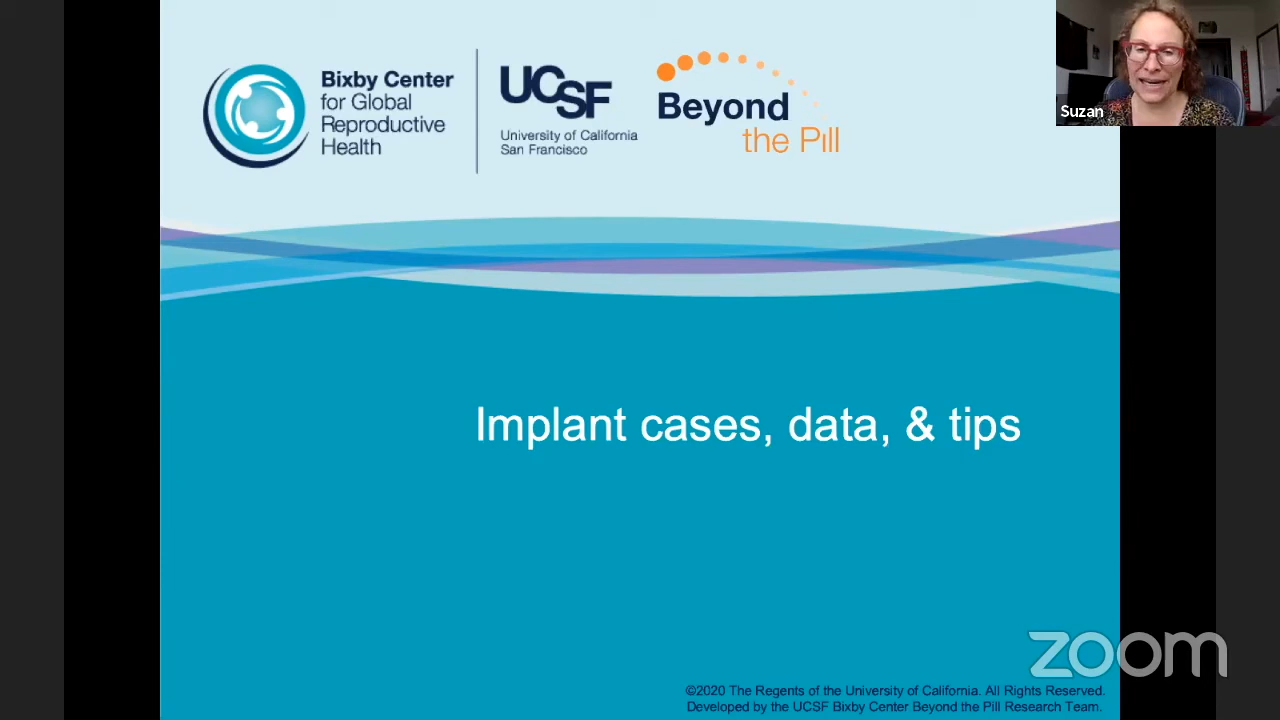 Bixby Center
for Global
Reproductive
Health
UCSF
University of California
San Francisco
Beyond
the Pill
Suzan
Implant cases, data, & tips
zoom
©2020 The Regents of the University of California. All Rights Reserved.
Developed by the UCSF Bixby Center Beyond the Pill Research Team.